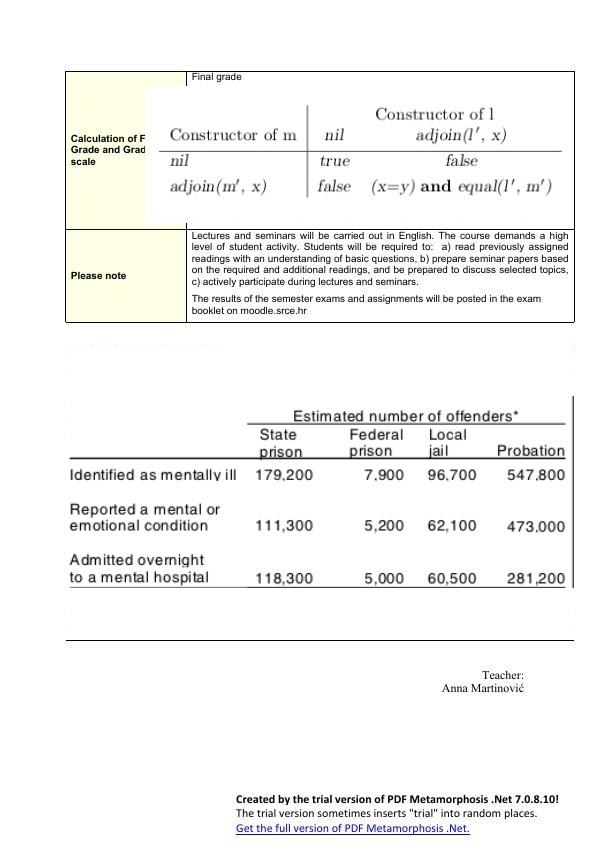 Final grade
Calculation of F
Grade and Grad
scale
Constructor of l
Constructor of m nil adjoin(l′, x)
nil true false
adjoin(m′, x) false (x=y) and equal(l′, m′)
Please note
Lectures and seminars will be carried out in English. The course demands a high
level of student activity. Students will be required to: a) read previously assigned
readings with an understanding of basic questions, b) prepare seminar papers based
on the required and additional readings, and be prepared to discuss selected topics,
c) actively participate during lectures and seminars.
The results of the semester exams and assignments will be posted in the exam
booklet on moodle.srce.hr
Estimated number of offenders*
State Federal Local
prison prison jail Probation
Identified as mentally ill 179,200 7,900 96,700 547,800
Reported a mental or
emotional condition 111,300 5,200 62,100 473,000
Admitted overnight
to a mental hospital 118,300 5,000 60,500 281,200
Teacher:
Anna Martinović
Created by the trial version of PDF Metamorphosis .Net 7.0.8.10!
The trial version sometimes inserts "trial" into random places.
Get the full version of PDF Metamorphosis .Net.